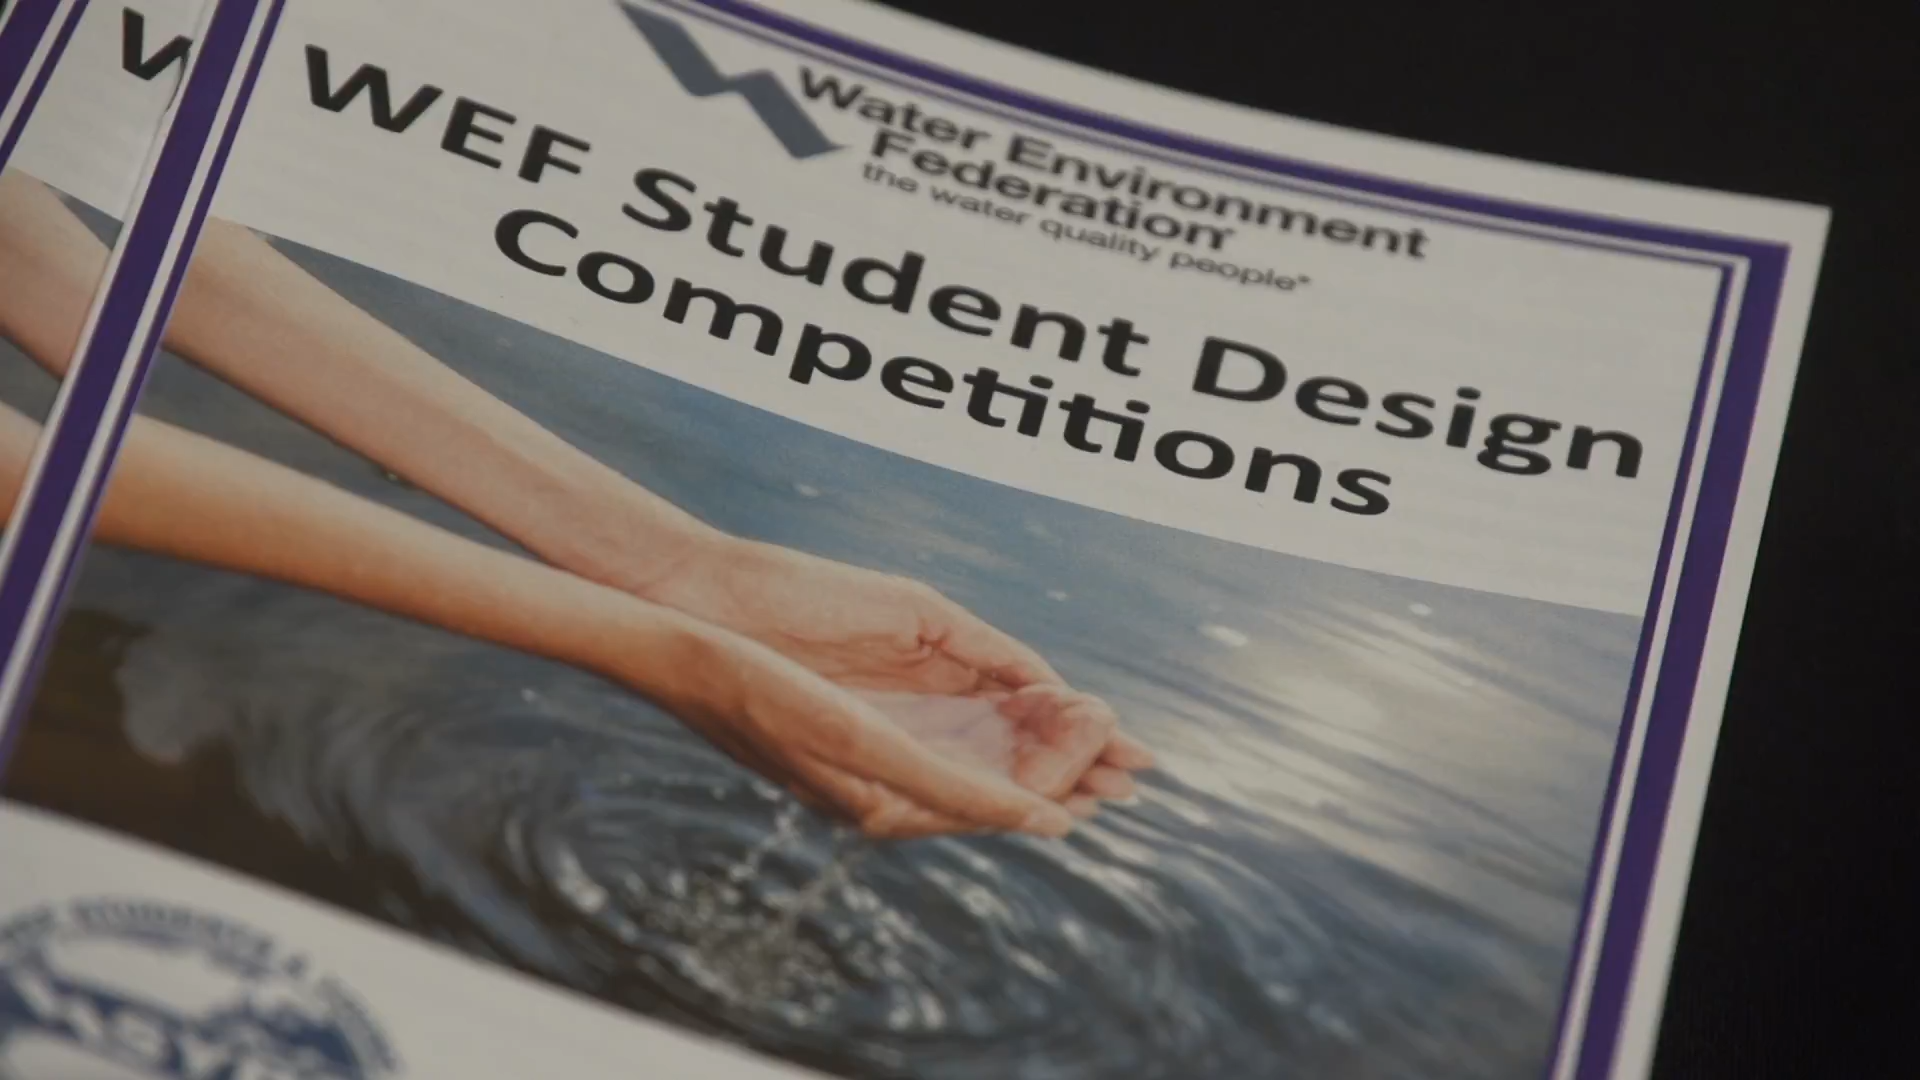 Water Environment
Federation®
the water quality people®
WEF Student Design
Competitions
W